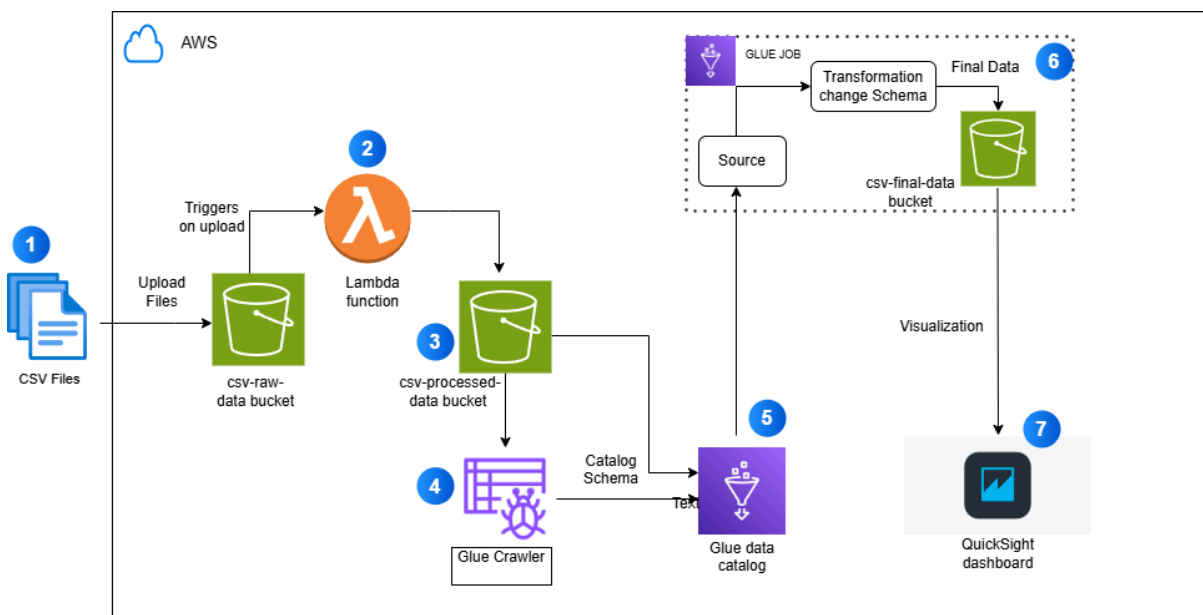 AWS
1
CSV Files
Upload
Files
csv-raw-
data bucket
Triggers
on upload
2
Lambda
function
3
csv-processed-
data bucket
4
Glue Crawler
Catalog
Schema
Text
5
Glue data
catalog
GLUE JOB
6
Source
Transformation
change Schema
Final Data
csv-final-data
bucket
Visualization
7
QuickSight
dashboard